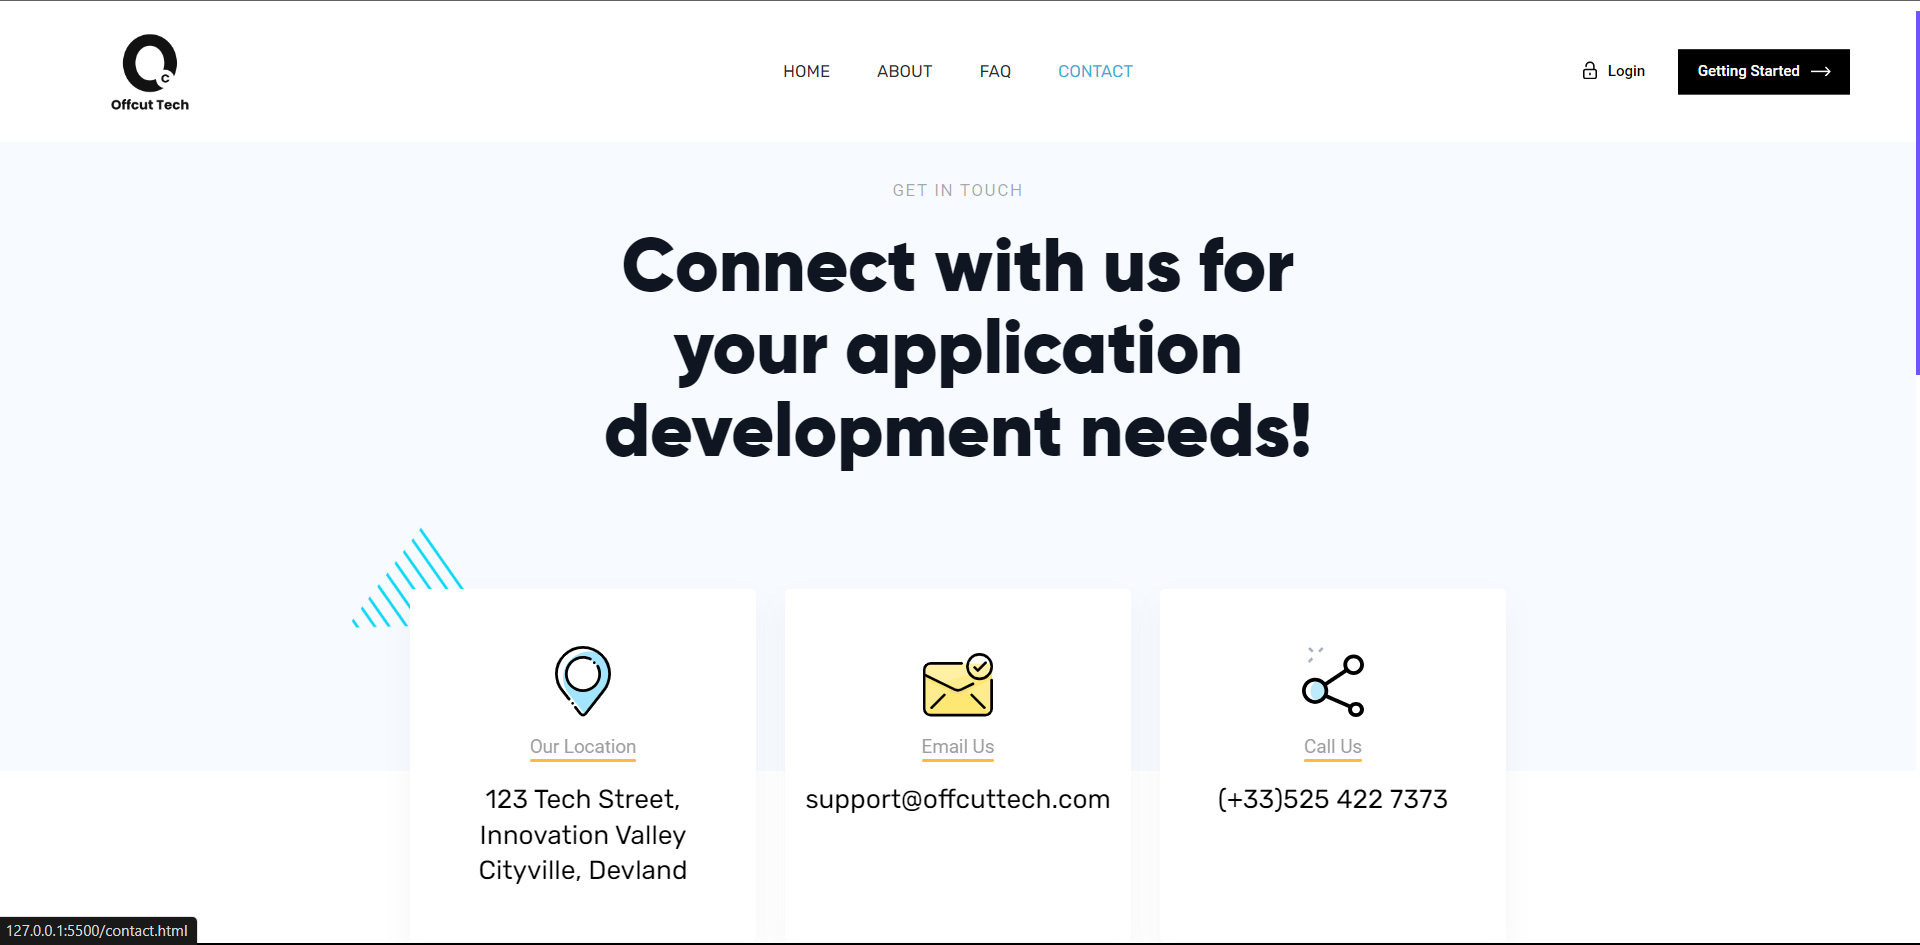 C
Offcut Tech
HOME
ABOUT
FAQ
CONTACT
Login
Getting Started
GET IN TOUCH
Connect with us for
your application
development needs!
Our Location
123 Tech Street,
Innovation Valley
Cityville, Devland
Email Us
support@offcuttech.com
Call Us
(+33)525 422 7373
127.0.0.1:5500/contact.html